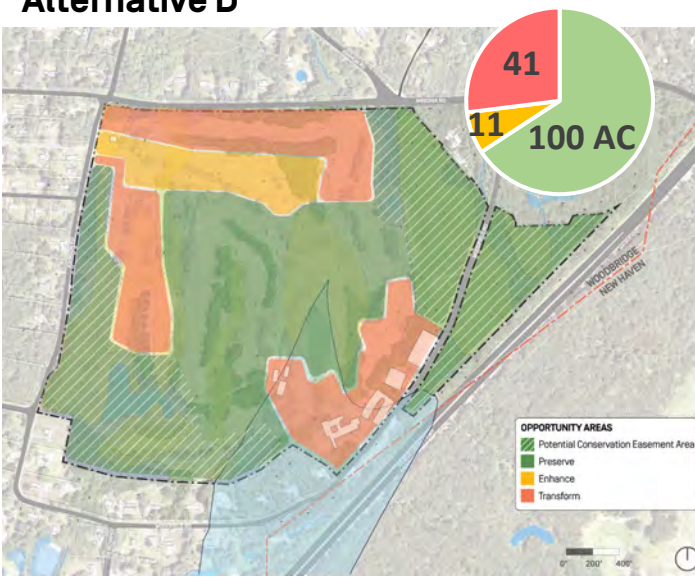 Alternative D
41
11
100 AC
WOODBRIDGE
NEW HAVEN
OPPORTUNITY AREAS
Potential Conservation Easement Area
Preserve
Enhance
Transform
0" 200' 400'